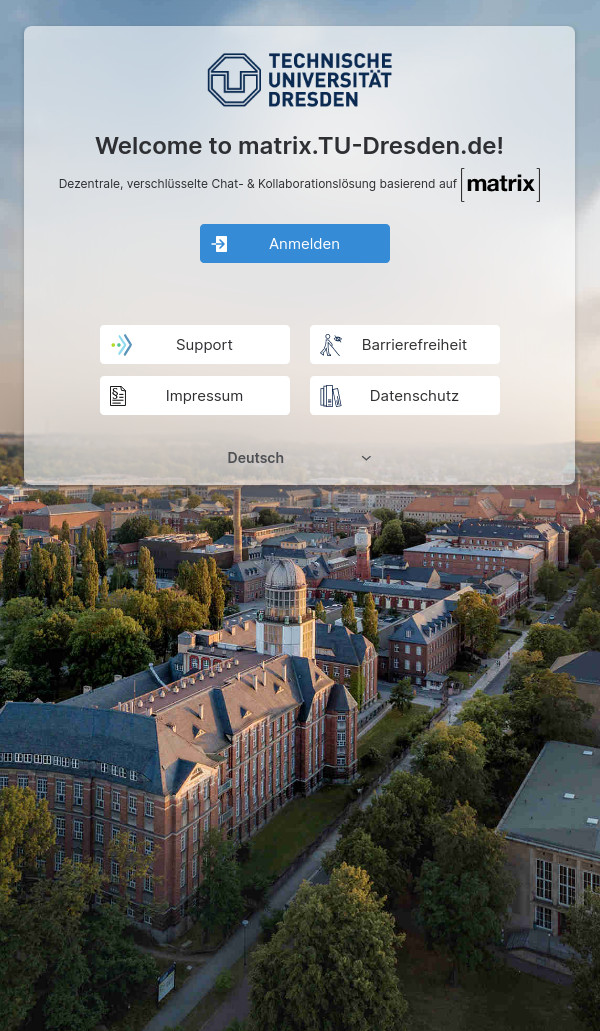 TECHNISCHE
UNIVERSITÄT
DRESDEN
Welcome to matrix.TU-Dresden.de!
Dezentrale, verschlüsselte Chat- & Kollaborationslösung basierend auf [matrix]
Anmelden
Support
Barrierefreiheit
§
Impressum
Datenschutz
Deutsch